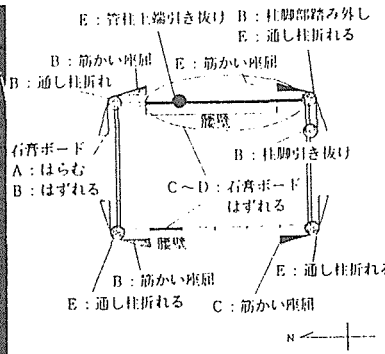 E：管柱上端引き抜け
B：柱脚部踏み外し
E：通し柱折れる
B：筋かい座屈
E：筋かい座屈
B：通し柱折れ
腰壁
石膏ボード
A：はらむ
B：はずれる
B：柱脚引き抜け
C～D：石膏ボード
はずれる
腰壁
B：筋かい座屈
E：通し柱折れる
E：通し柱折れる
C：筋かい座屈
N